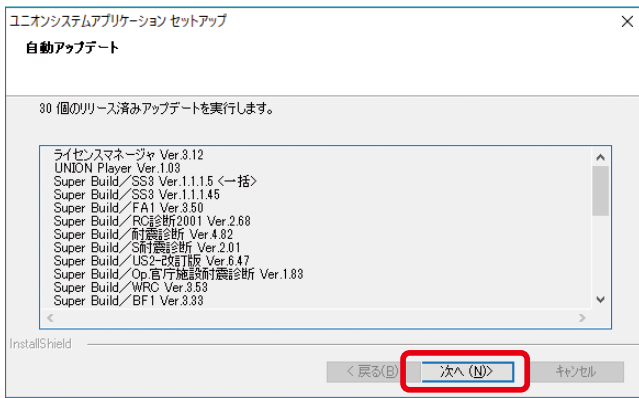 ユニオンシステムアプリケーション セットアップ
自動アップデート
30 個のリリース済みアップデートを実行します。
ライセンスマネージャ Ver.3.12
UNION Player Ver.1.03
Super Build／SS3 Ver.1.1.1.5 <一括>
Super Build／SS3 Ver.1.1.1.45
Super Build／FA1 Ver.3.50
Super Build／RC診断2001 Ver.2.68
Super Build／耐震診断 Ver.4.82
Super Build／S耐震診断 Ver.2.01
Super Build／US2-改訂版 Ver.6.47
Super Build／Op.官庁施設耐震診断 Ver.1.83
Super Build／WRC Ver.3.53
Super Build／BF1 Ver.3.33
InstallShield
< 戻る(B) 次へ (N)> キャンセル